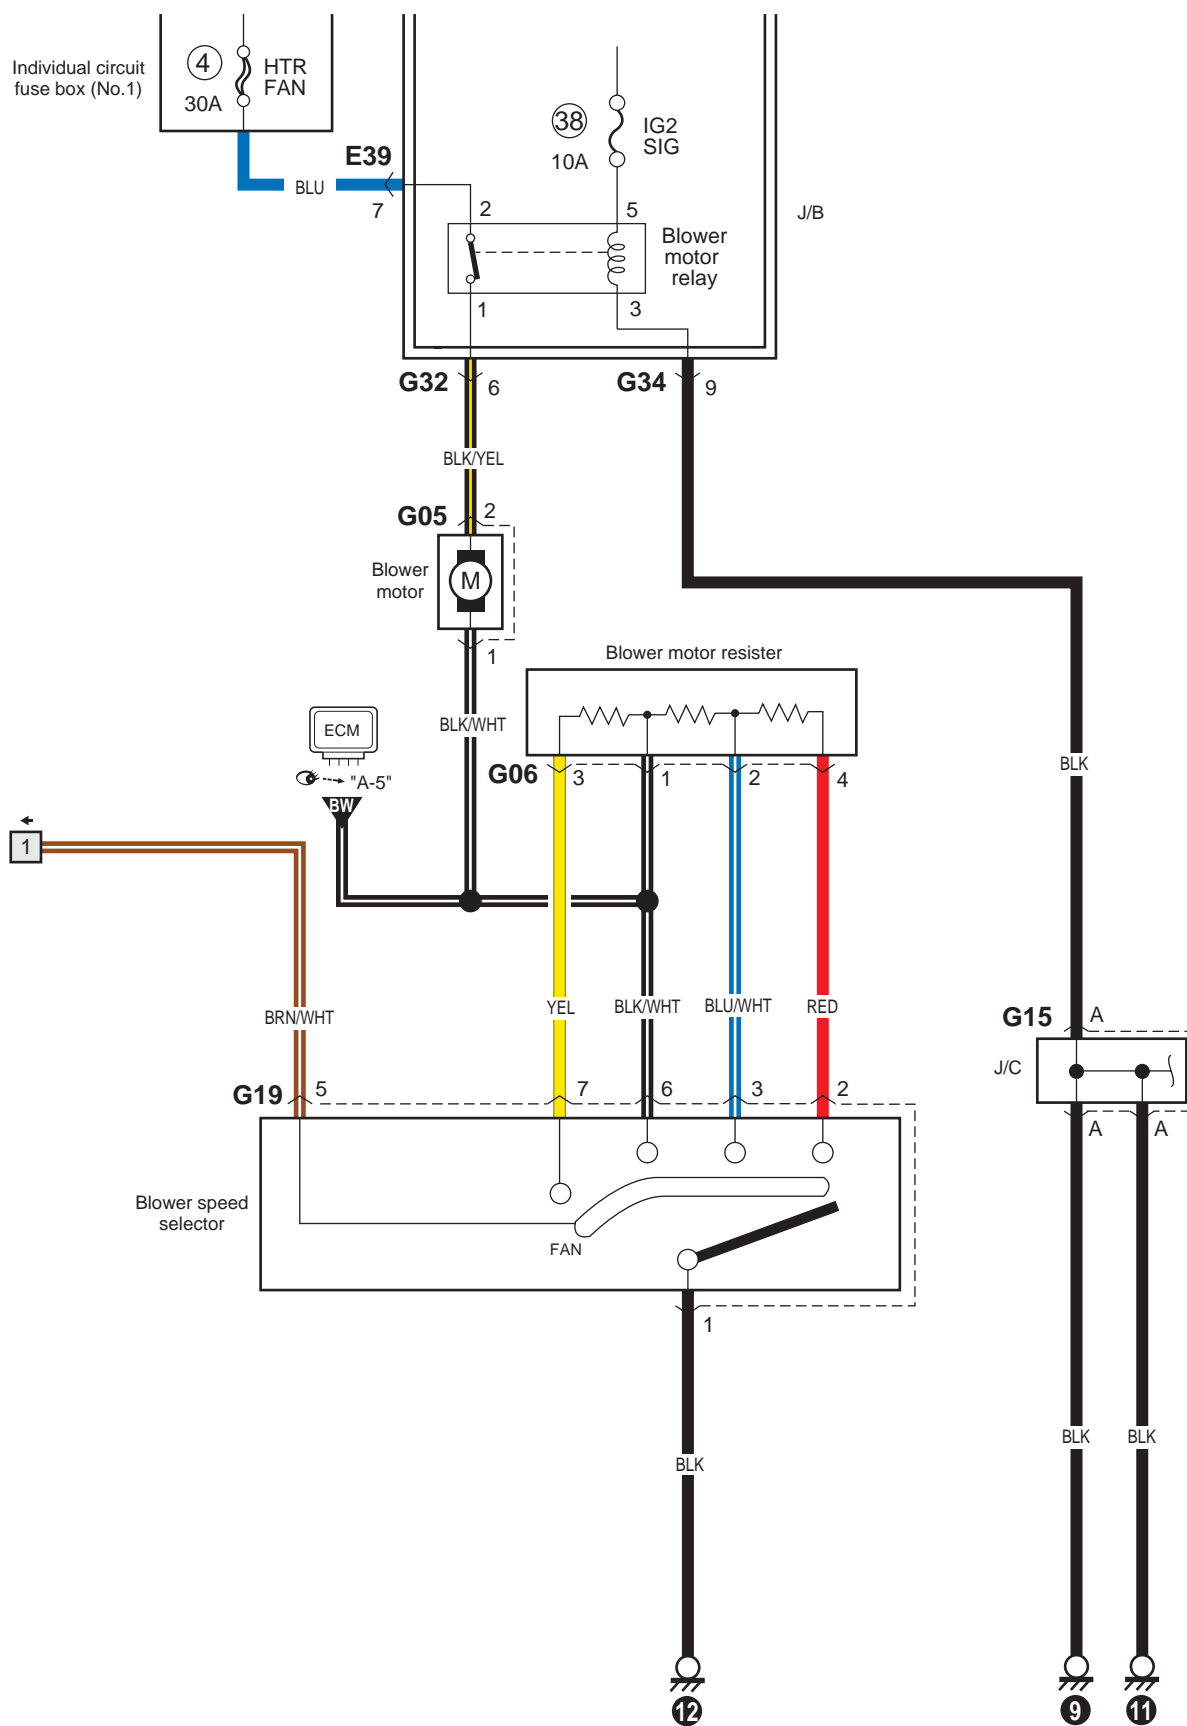 Individual circuit
fuse box (No.1)
4
30A
HTR
FAN
38
10A
IG2
SIG
E39
BLU
7
2
5
J/B
Blower
motor
relay
1
3
G32
6
G34
9
BLK/YEL
G05
2
Blower
motor
M
1
Blower motor resister
ECM
BLK/WHT
BLK
"A-5"
G06
3
1
2
4
BW
1
BRN/WHT
YEL
BLK/WHT
BLU/WHT
RED
G15
A
J/C
G19
5
7
6
3
2
A
A
Blower speed
selector
FAN
1
BLK
BLK
BLK
12
9
11